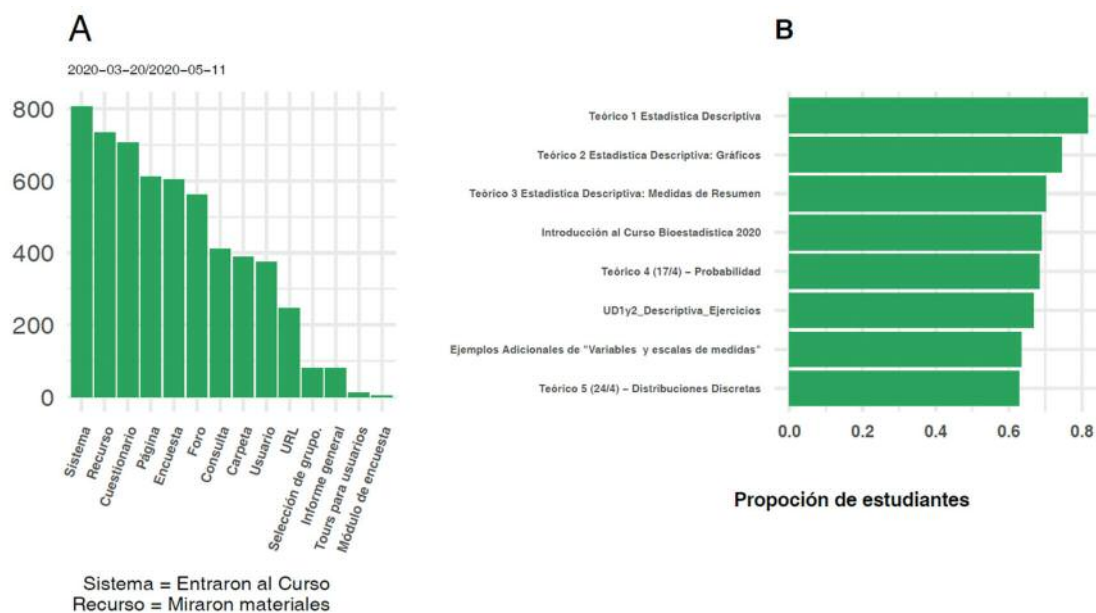 A
2020-03-20/2020-05-11
800
600
400
200
0
Sistema
Recurso
Cuestionario
Página
Encuesta
Foro
Consulta
Carpeta
Usuario
URL
Selección de grupo.
Informe general
Tours para usuarios
Módulo de encuesta
Sistema = Entraron al Curso
Recurso = Miraron materiales
B
Teórico 1 Estadística Descriptiva
Teórico 2 Estadística Descriptiva: Gráficos
Teórico 3 Estadística Descriptiva: Medidas de Resumen
Introducción al Curso Bioestadística 2020
Teórico 4 (17/4) – Probabilidad
UD1y2_Descriptiva_Ejercicios
Ejemplos Adicionales de "Variables y escalas de medidas"
Teórico 5 (24/4) – Distribuciones Discretas
0.0 0.2 0.4 0.6 0.8
Propoción de estudiantes